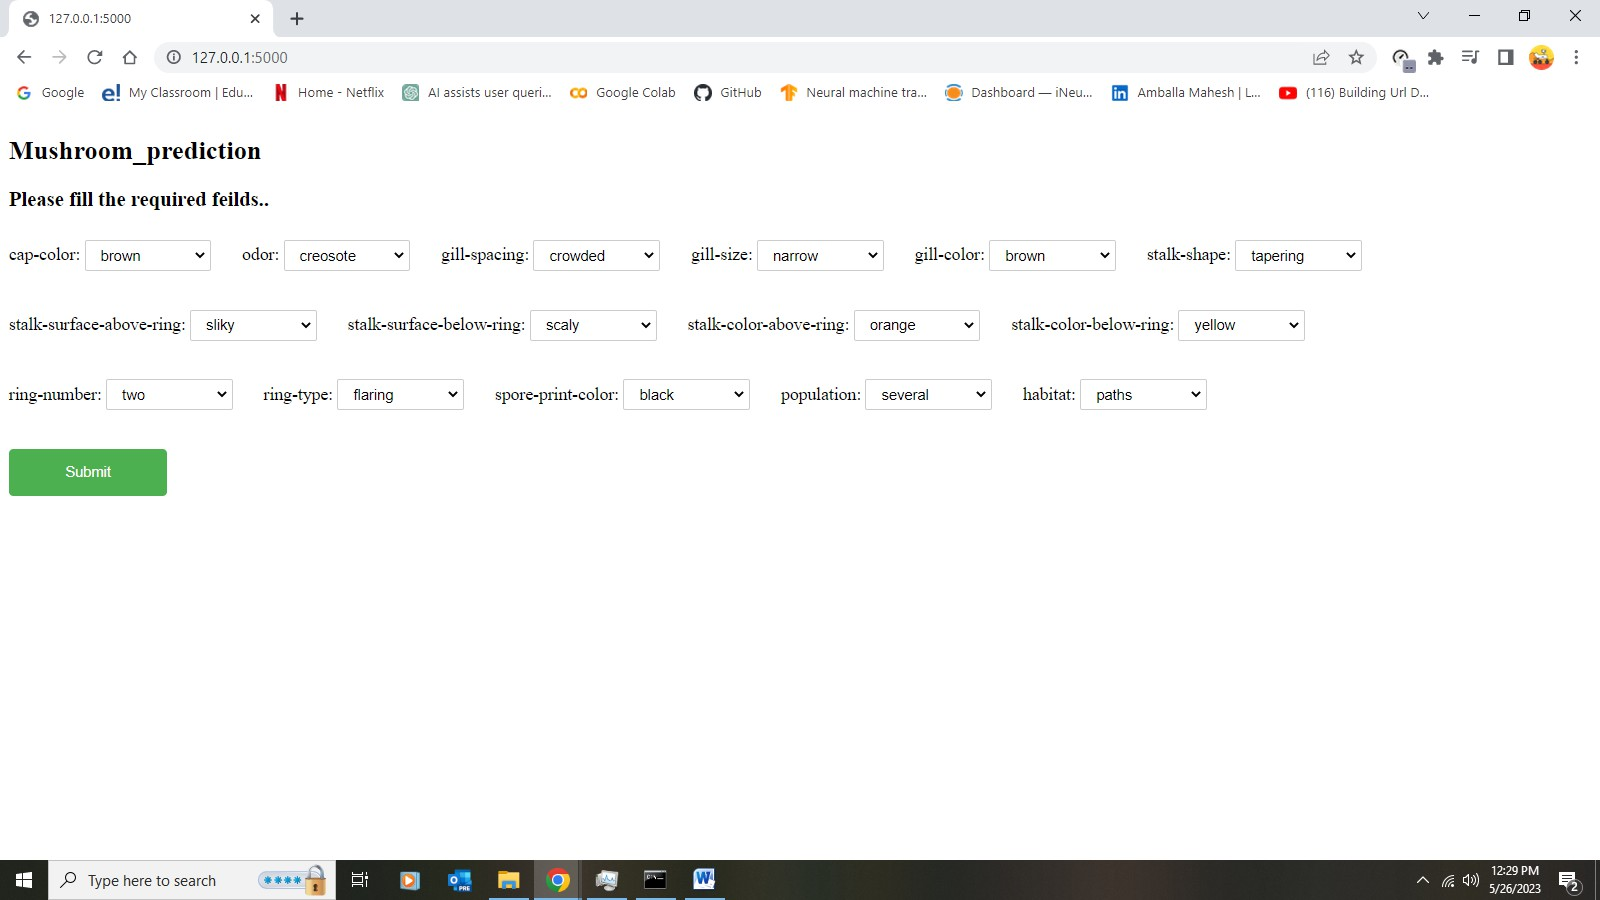 127.0.0.1:5000
127.0.0.1:5000
Google My Classroom | Edu... Home - Netflix AI assists user queri... Google Colab GitHub Neural machine tra... Dashboard — iNeu... Amballa Mahesh | L... (116) Building Url D...
Mushroom_prediction
Please fill the required feilds..
cap-color: brown odor: creosote gill-spacing: crowded gill-size: narrow gill-color: brown stalk-shape: tapering
stalk-surface-above-ring: sliky stalk-surface-below-ring: scaly stalk-color-above-ring: orange stalk-color-below-ring: yellow
ring-number: two ring-type: flaring spore-print-color: black population: several habitat: paths
Submit
Type here to search
12:29 PM
5/26/2023
2